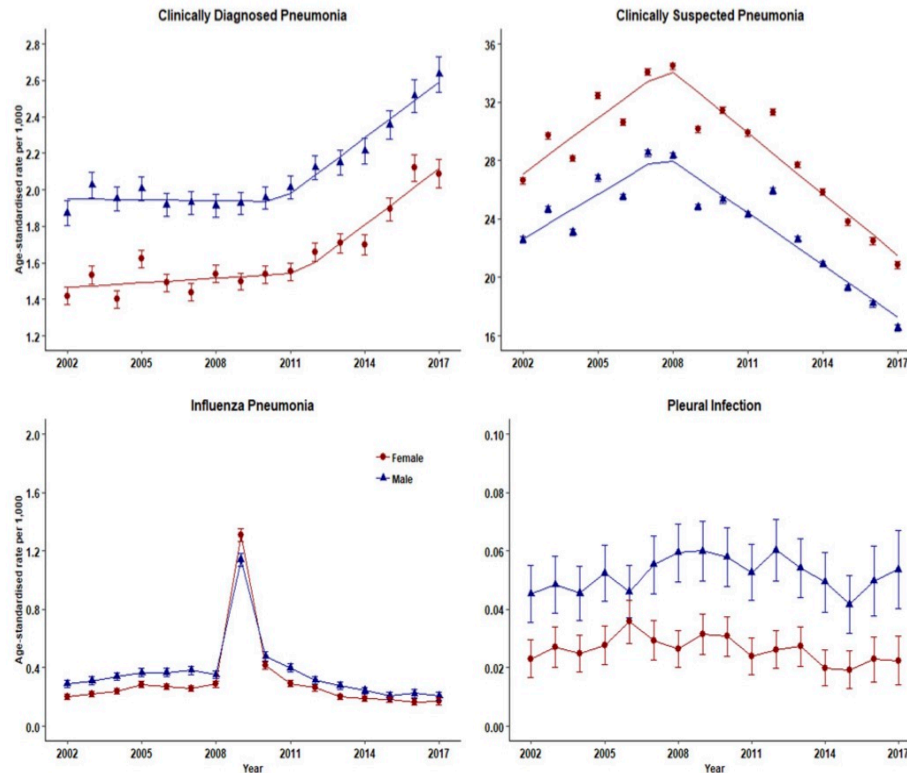 Clinically Diagnosed Pneumonia
Age-standardised rate per 1,000
2.8
2.6
2.4
2.2
2.0
1.8
1.6
1.4
1.2
2002 2005 2008 2011 2014 2017
Clinically Suspected Pneumonia
36
32
28
24
20
16
2002 2005 2008 2011 2014 2017
Influenza Pneumonia
Age-standardised rate per 1,000
2.0
1.6
1.2
0.8
0.4
0.0
Female
Male
2002 2005 2008 2011 2014 2017
Year
Pleural Infection
0.10
0.08
0.06
0.04
0.02
0.00
2002 2005 2008 2011 2014 2017
Year